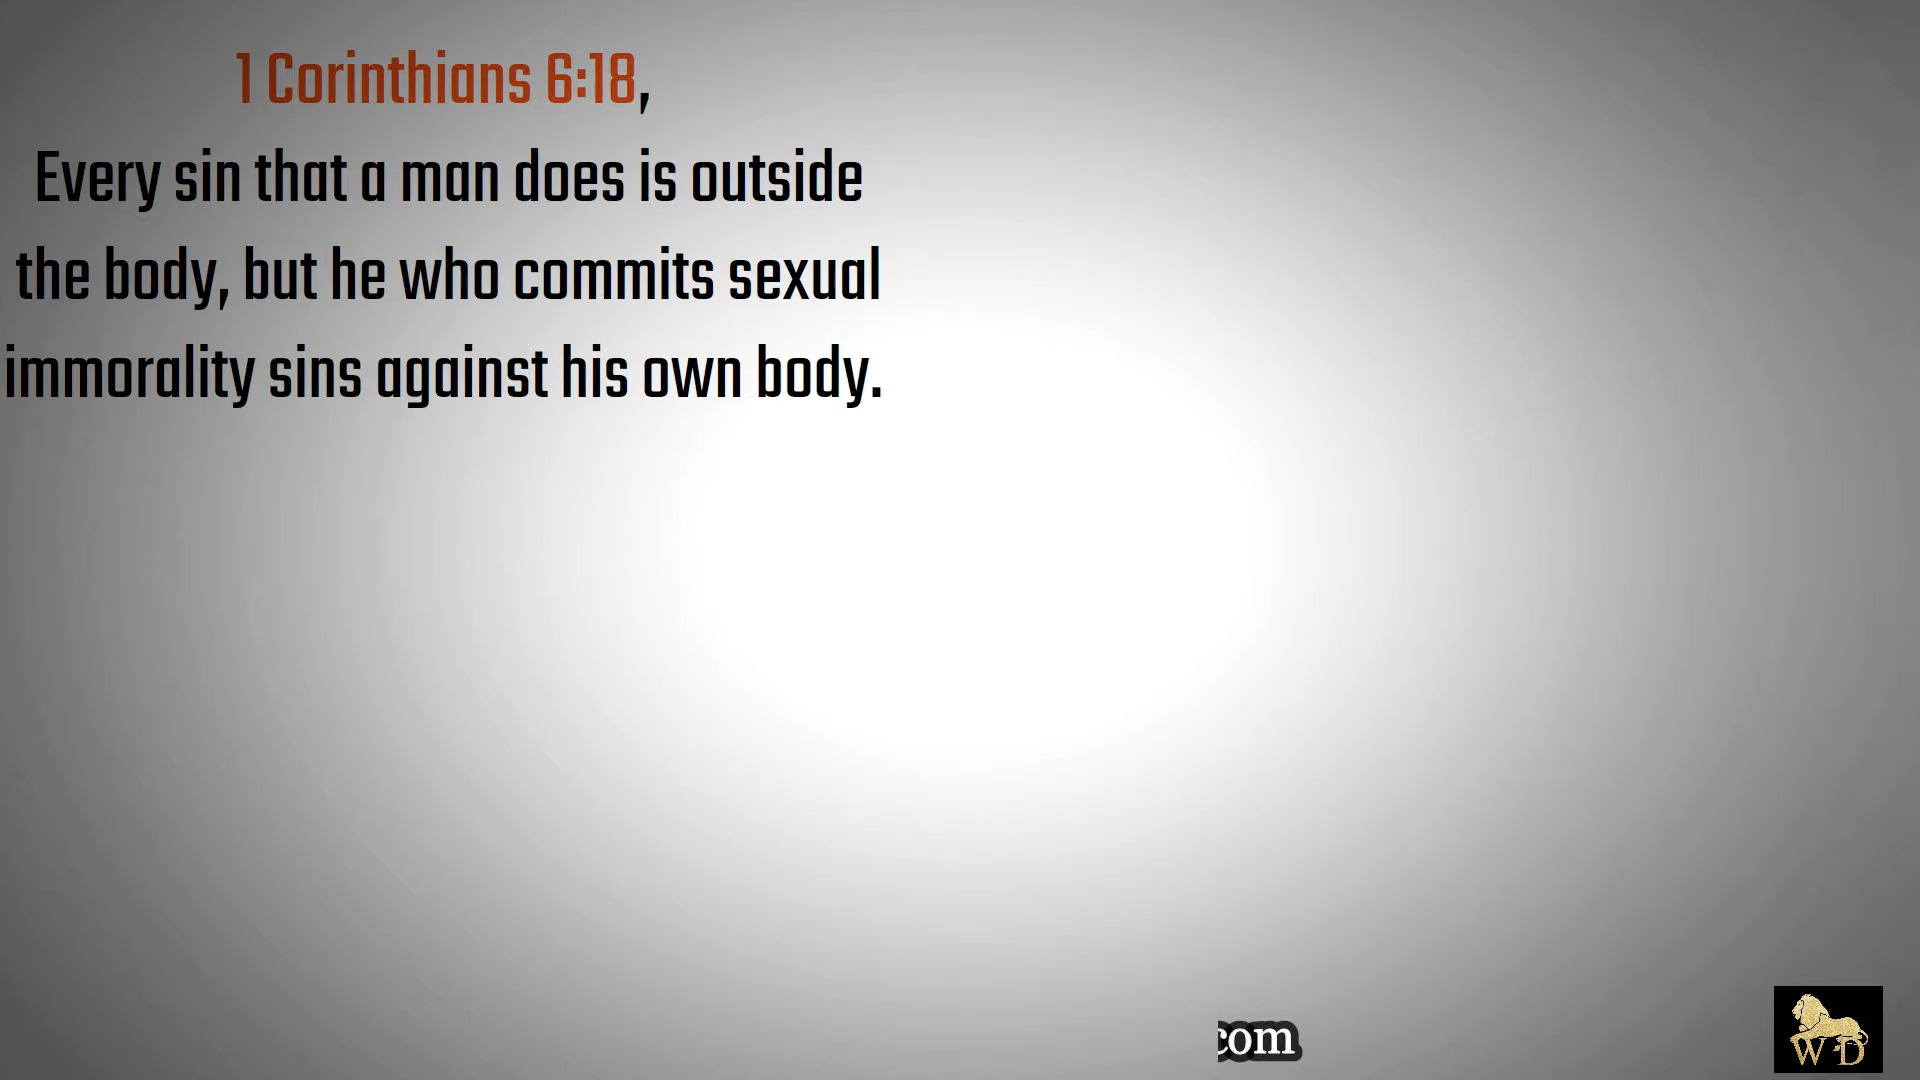 1 Corinthians 6:18,
Every sin that a man does is outside
the body, but he who commits sexual
immorality sins against his own body.
com
W D